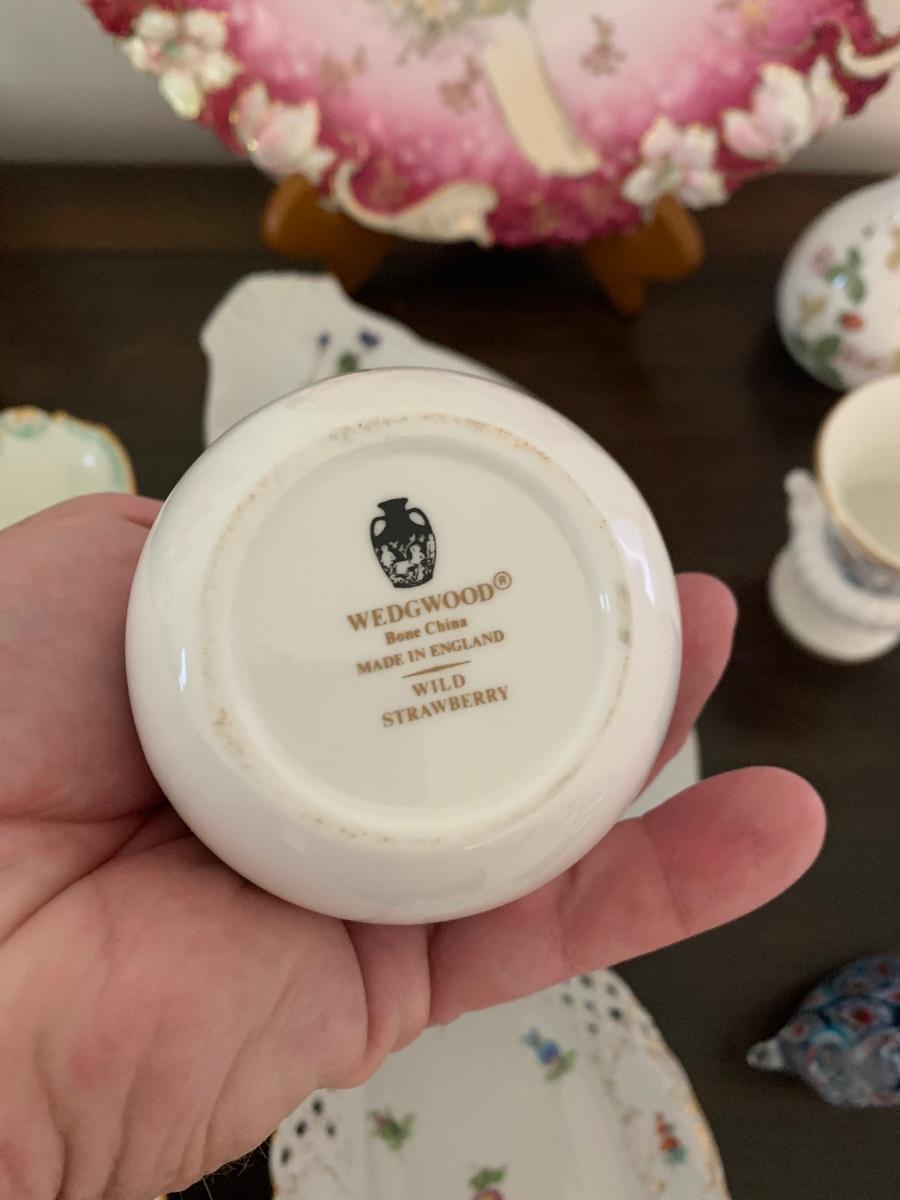 WEDGWOOD®
Bone China
MADE IN ENGLAND
WILD
STRAWBERRY